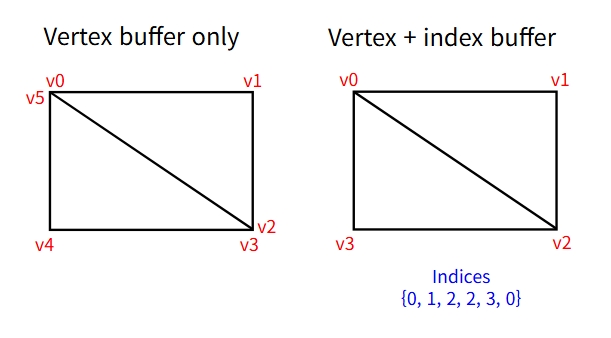 Vertex buffer only
v0
v1
v5
v2
v4
v3
Vertex + index buffer
v0
v1
v3
v2
Indices
{0, 1, 2, 2, 3, 0}